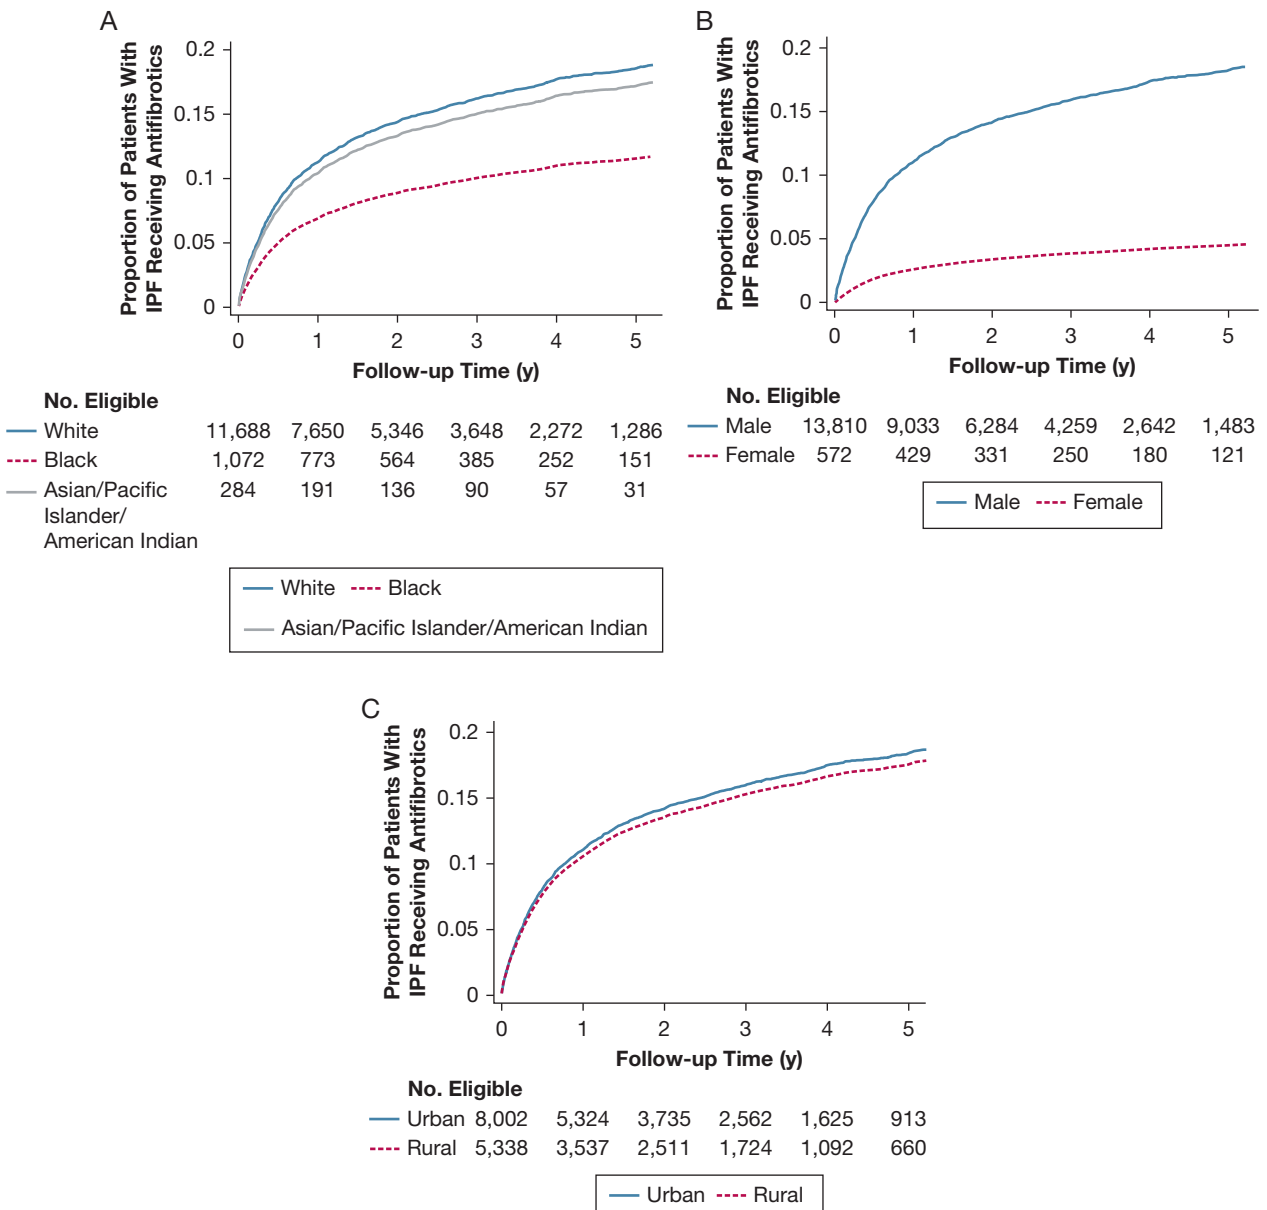 A
Proportion of Patients With
IPF Receiving Antifibrotics
0.2
0.15
0.1
0.05
0
0 1 2 3 4 5
Follow-up Time (y)
No. Eligible
White 11,688 7,650 5,346 3,648 2,272 1,286
Black 1,072 773 564 385 252 151
Asian/Pacific 284 191 136 90 57 31
Islander/
American Indian
White Black
Asian/Pacific Islander/American Indian
B
Proportion of Patients With
IPF Receiving Antifibrotics
0.2
0.15
0.1
0.05
0
0 1 2 3 4 5
Follow-up Time (y)
No. Eligible
Male 13,810 9,033 6,284 4,259 2,642 1,483
Female 572 429 331 250 180 121
Male Female
C
Proportion of Patients With
IPF Receiving Antifibrotics
0.2
0.15
0.1
0.05
0
0 1 2 3 4 5
Follow-up Time (y)
No. Eligible
Urban 8,002 5,324 3,735 2,562 1,625 913
Rural 5,338 3,537 2,511 1,724 1,092 660
Urban Rural